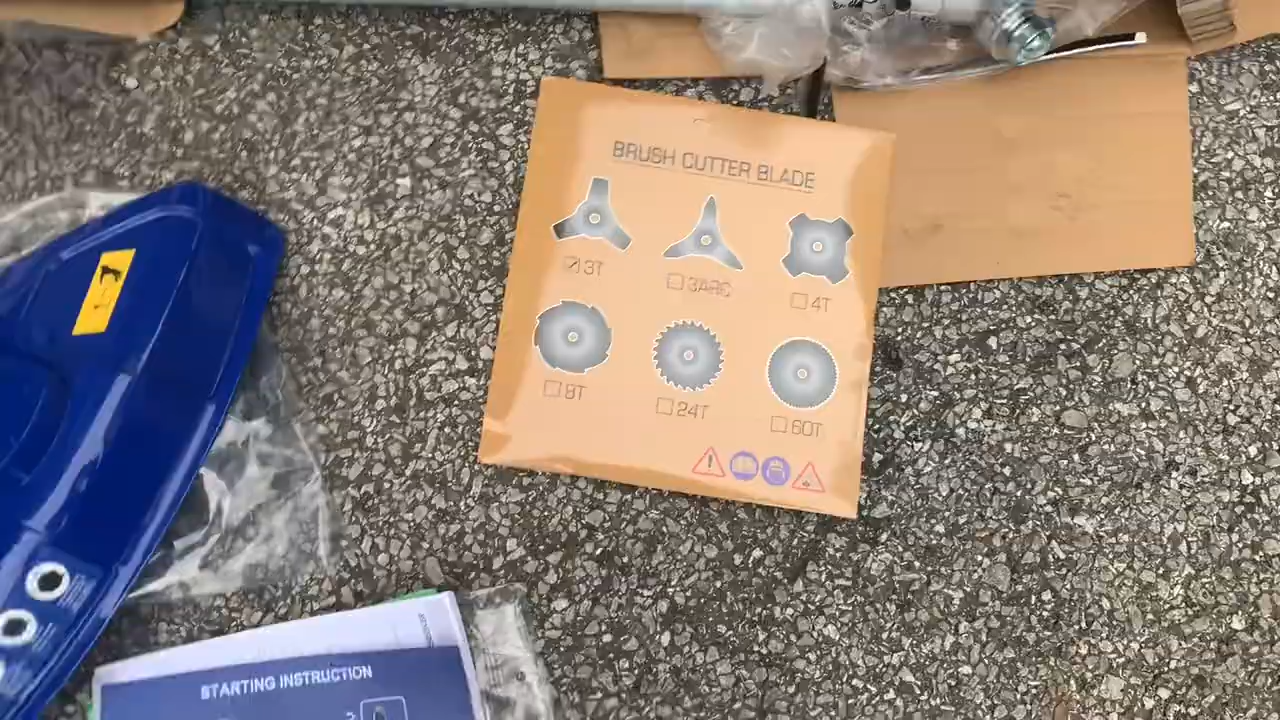 BRUSH CUTTER BLADE
3T
3ARC
4T
8T
24T
60T
STARTING INSTRUCTION